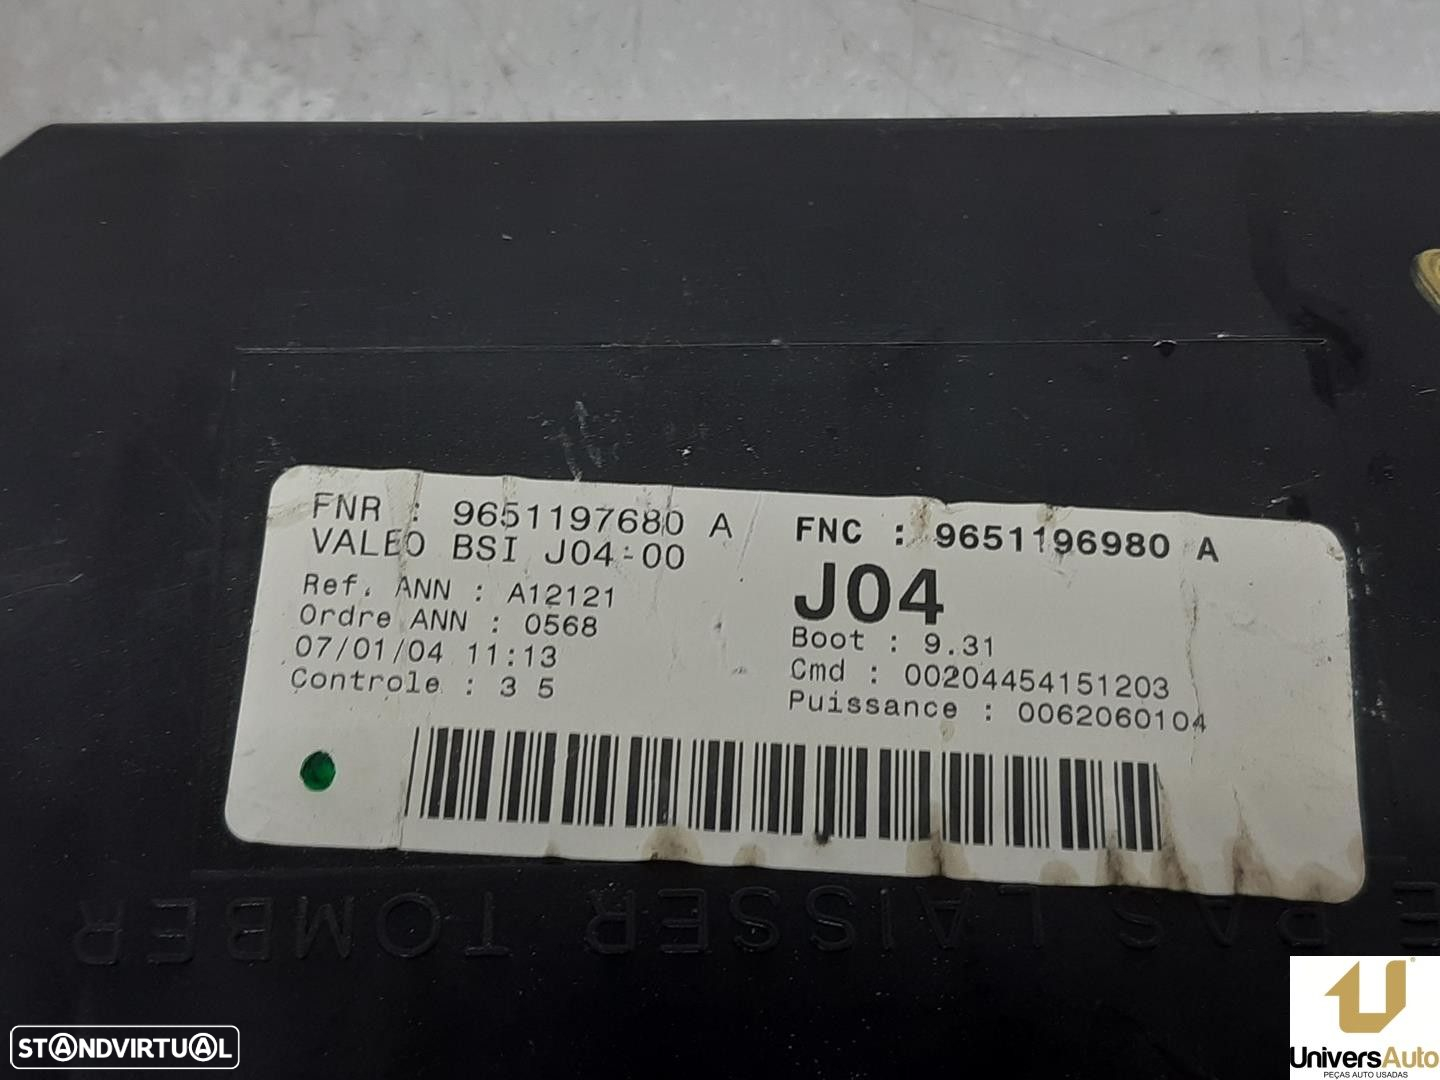 FNR : 9651197680 A
VALEO BSI J04-00
Ref. ANN : A12121
Ordre ANN : 0568
07/01/04 11:13
Controle : 3 5
FNC : 9651196980 A
J04
Boot : 9.31
Cmd : 00204454151203
Puissance : 0062060104
E PAS LAISSER TOMBER
STANDVIRTUAL
UniversAuto
PEÇAS AUTO USADAS